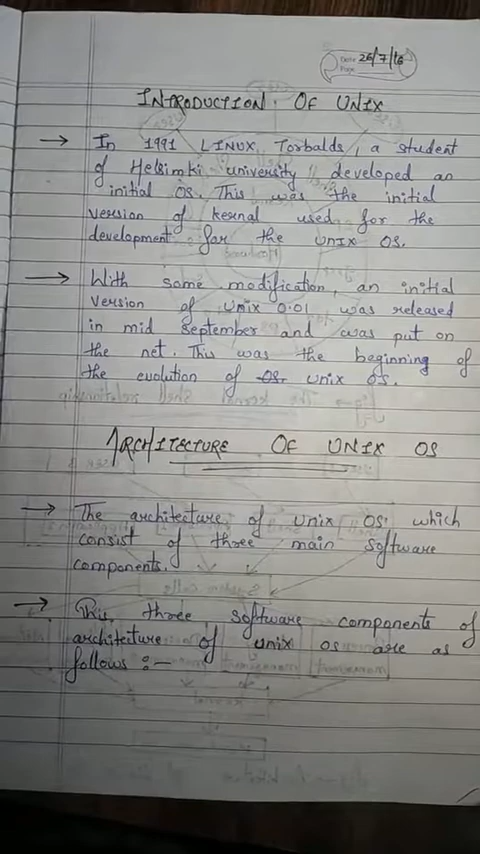 Date 26/7/16
Page
INTRODUCTION OF UNIX
→ In 1991 LINUX Torbalds, a student
of Helsimki university developed an
initial OS. This was the initial
version of kernal used for the
development for the UNIX OS.
→ With some modification, an initial
version of Unix 0.01 was released
in mid september and was put on
the net. This was the beginning of
the evolution of OS. UNIX OS.
ARCHITECTURE OF UNIX OS
→ The architecture of Unix OS which
consist of three main software
components.
→ This three software components of
architeiture of unix os are as
follows :-